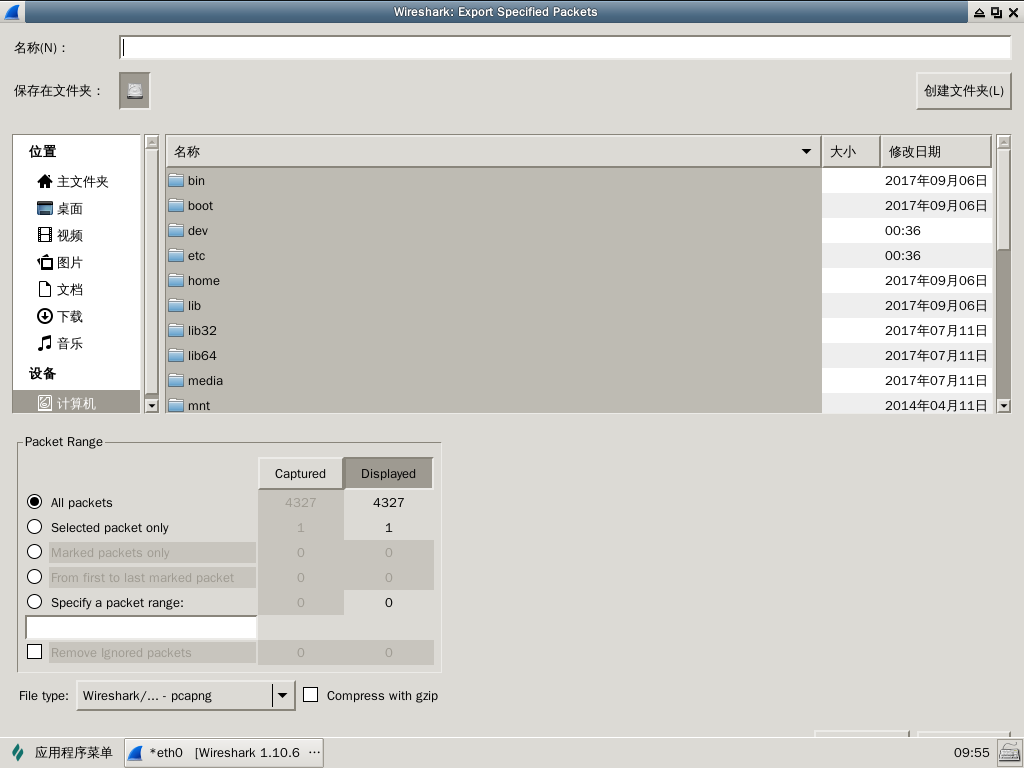 Wireshark: Export Specified Packets
名称(N)：
保存在文件夹：
创建文件夹(L)
位置
主文件夹
桌面
视频
图片
文档
下载
音乐
设备
计算机
名称 大小 修改日期
bin 2017年09月06日
boot 2017年09月06日
dev 00:36
etc 00:36
home 2017年09月06日
lib 2017年09月06日
lib32 2017年07月11日
lib64 2017年07月11日
media 2017年07月11日
mnt 2014年04月11日
Packet Range
Captured Displayed
All packets 4327 4327
Selected packet only 1 1
Marked packets only 0 0
From first to last marked packet 0 0
Specify a packet range: 0 0
Remove Ignored packets 0 0
File type: Wireshark/... - pcapng Compress with gzip
应用程序菜单 *eth0 [Wireshark 1.10.6 ... 09:55